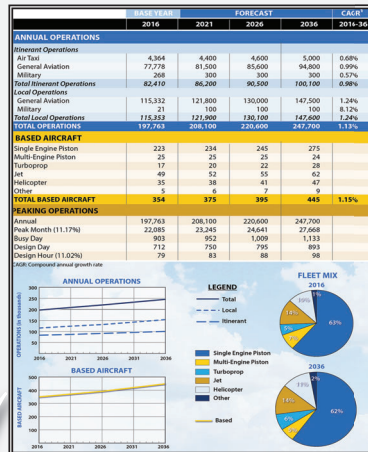 BASE YEAR FORECAST CAGR¹
2016 2021 2026 2036 2016-36
ANNUAL OPERATIONS
Itinerant Operations
Air Taxi 4,364 4,400 4,600 5,000 0.68%
General Aviation 77,778 81,500 85,600 94,800 0.99%
Military 268 300 300 300 0.57%
Total Itinerant Operations 82,410 86,200 90,500 100,100 0.98%
Local Operations
General Aviation 115,332 121,800 130,000 147,500 1.24%
Military 21 100 100 100 8.12%
Total Local Operations 115,353 121,900 130,100 147,600 1.24%
TOTAL OPERATIONS 197,763 208,100 220,600 247,700 1.13%
BASED AIRCRAFT
Single Engine Piston 223 234 245 275
Multi-Engine Piston 25 25 25 24
Turboprop 17 20 22 28
Jet 49 52 55 62
Helicopter 35 38 41 47
Other 5 6 7 9
TOTAL BASED AIRCRAFT 354 375 395 445 1.15%
PEAKING OPERATIONS
Annual 197,763 208,100 220,600 247,700
Peak Month (11.17%) 22,085 23,245 24,641 27,668
Busy Day 903 952 1,009 1,133
Design Day 712 750 795 893
Design Hour (11.02%) 79 83 88 98
CAGR: Compound annual growth rate
ANNUAL OPERATIONS
OPERATIONS (in thousands)
300
250
200
150
100
50
0
2016 2021 2026 2031 2036
BASED AIRCRAFT
500
400
300
200
100
0
2016 2021 2026 2031 2036
LEGEND
Total
Local
Itinerant
Single Engine Piston
Multi-Engine Piston
Turboprop
Jet
Helicopter
Other
Based
FLEET MIX
2016
1%
10%
14%
5%
63%
2036
2%
11%
14%
6%
62%